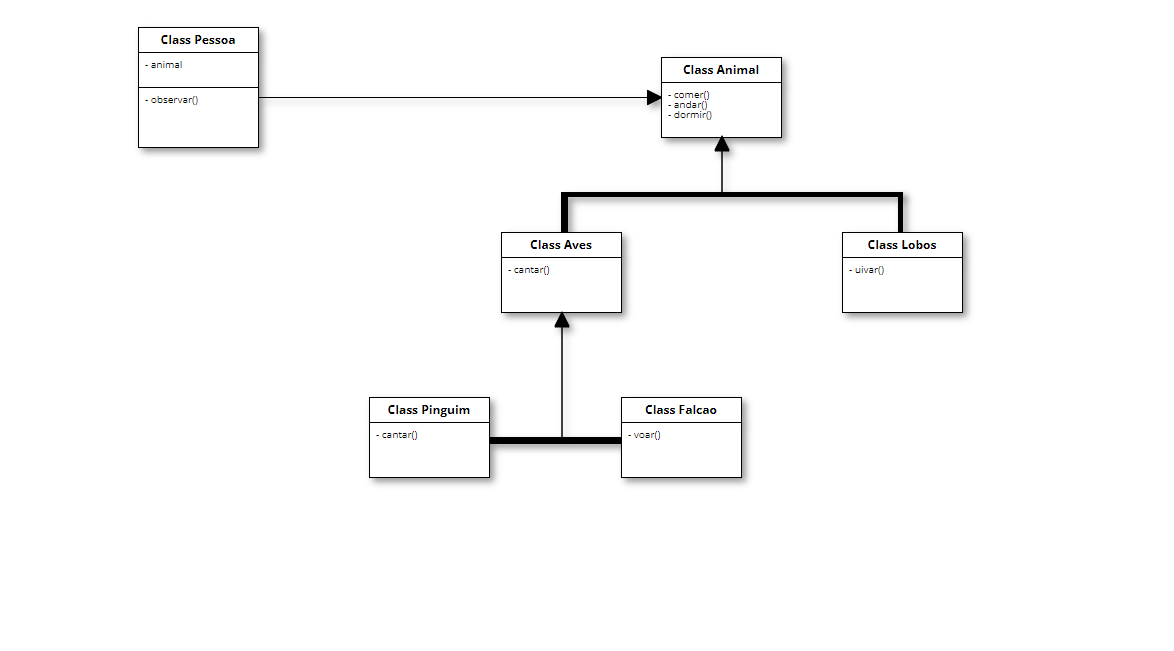 Class Pessoa
- animal
- observar()
Class Animal
- comer()
- andar()
- dormir()
Class Aves
- cantar()
Class Lobos
- uivar()
Class Pinguim
- cantar()
Class Falcao
- voar()